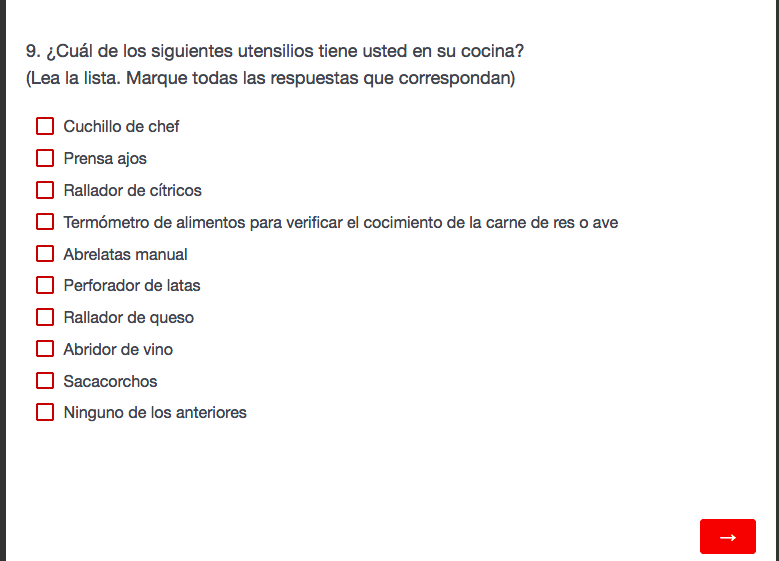 9. ¿Cuál de los siguientes utensilios tiene usted en su cocina?
(Lea la lista. Marque todas las respuestas que correspondan)
Cuchillo de chef
Prensa ajos
Rallador de cítricos
Termómetro de alimentos para verificar el cocimiento de la carne de res o ave
Abrelatas manual
Perforador de latas
Rallador de queso
Abridor de vino
Sacacorchos
Ninguno de los anteriores
→